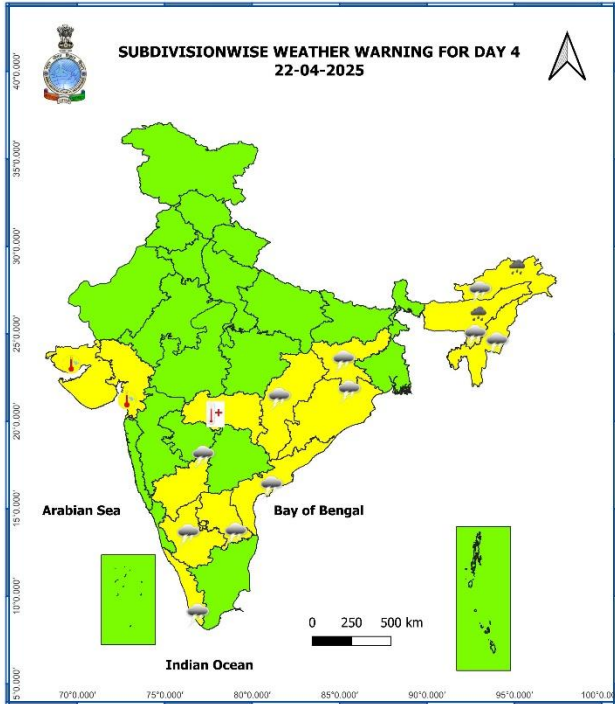 SUBDIVISIONWISE WEATHER WARNING FOR DAY 4
22-04-2025
40°0.000'
35°0.000'
30°0.000'
25°0.000'
20°0.000'
15°0.000'
10°0.000'
5°0.000'
Arabian Sea
Bay of Bengal
0 250 500 km
Indian Ocean
70°0.000' 75°0.000' 80°0.000' 85°0.000' 90°0.000' 95°0.000' 100°0.000'